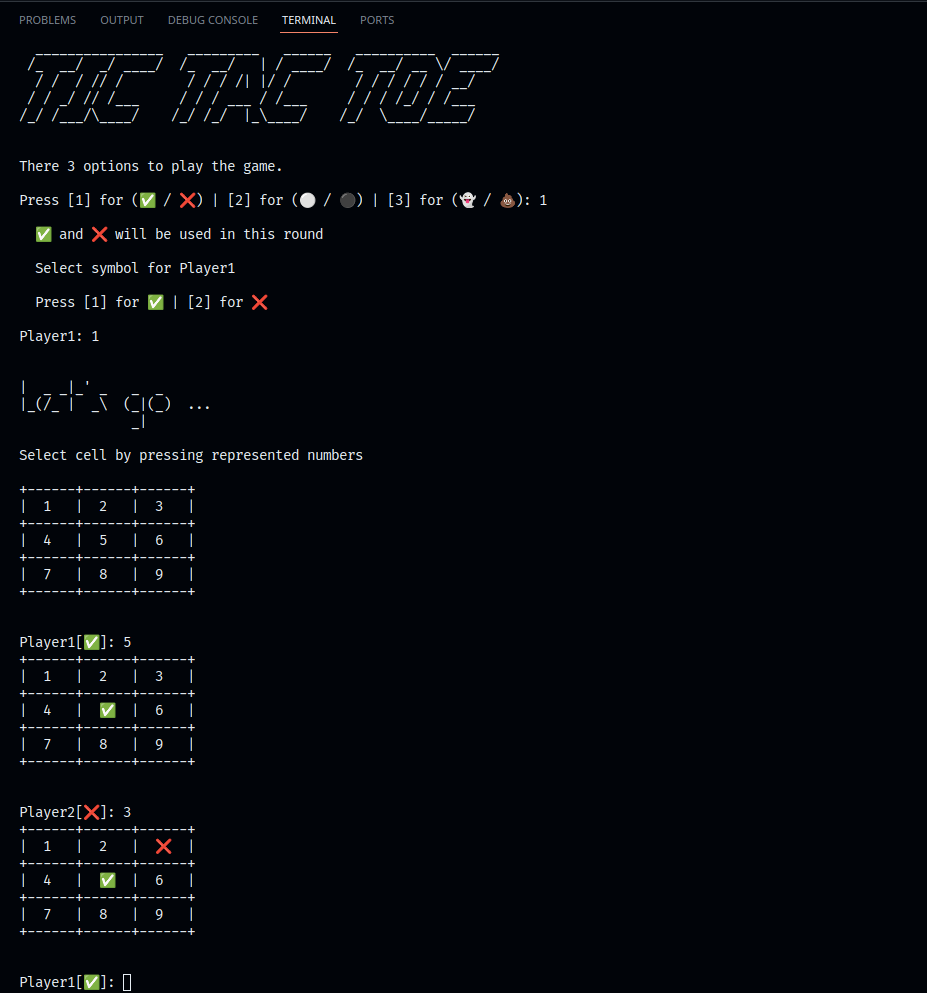 PROBLEMS OUTPUT DEBUG CONSOLE TERMINAL PORTS
TIC TAC TOE
There 3 options to play the game.
Press [1] for (✅ / ❌) | [2] for (⚪ / ⚫) | [3] for (👻 / 💩): 1
✅ and ❌ will be used in this round
Select symbol for Player1
Press [1] for ✅ | [2] for ❌
Player1: 1
Let's go ...
Select cell by pressing represented numbers
+------+------+------+
|  1   |  2   |  3   |
+------+------+------+
|  4   |  5   |  6   |
+------+------+------+
|  7   |  8   |  9   |
+------+------+------+
Player1[✅]: 5
+------+------+------+
|  1   |  2   |  3   |
+------+------+------+
|  4   |  ✅  |  6   |
+------+------+------+
|  7   |  8   |  9   |
+------+------+------+
Player2[❌]: 3
+------+------+------+
|  1   |  2   |  ❌  |
+------+------+------+
|  4   |  ✅  |  6   |
+------+------+------+
|  7   |  8   |  9   |
+------+------+------+
Player1[✅]: